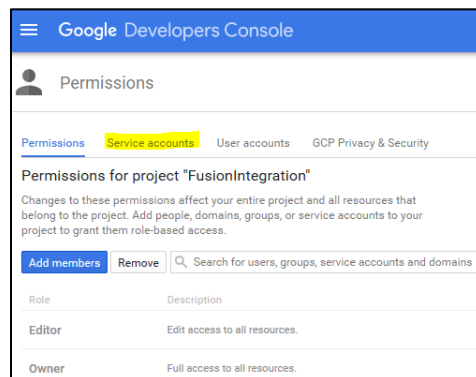 Google Developers Console
Permissions
Permissions Service accounts User accounts GCP Privacy & Security
Permissions for project "FusionIntegration"
Changes to these permissions affect your entire project and all resources that
belong to the project. Add people, domains, groups, or service accounts to your
project to grant them role-based access.
Add members Remove Search for users, groups, service accounts and domains
Role Description
Editor Edit access to all resources.
Owner Full access to all resources.